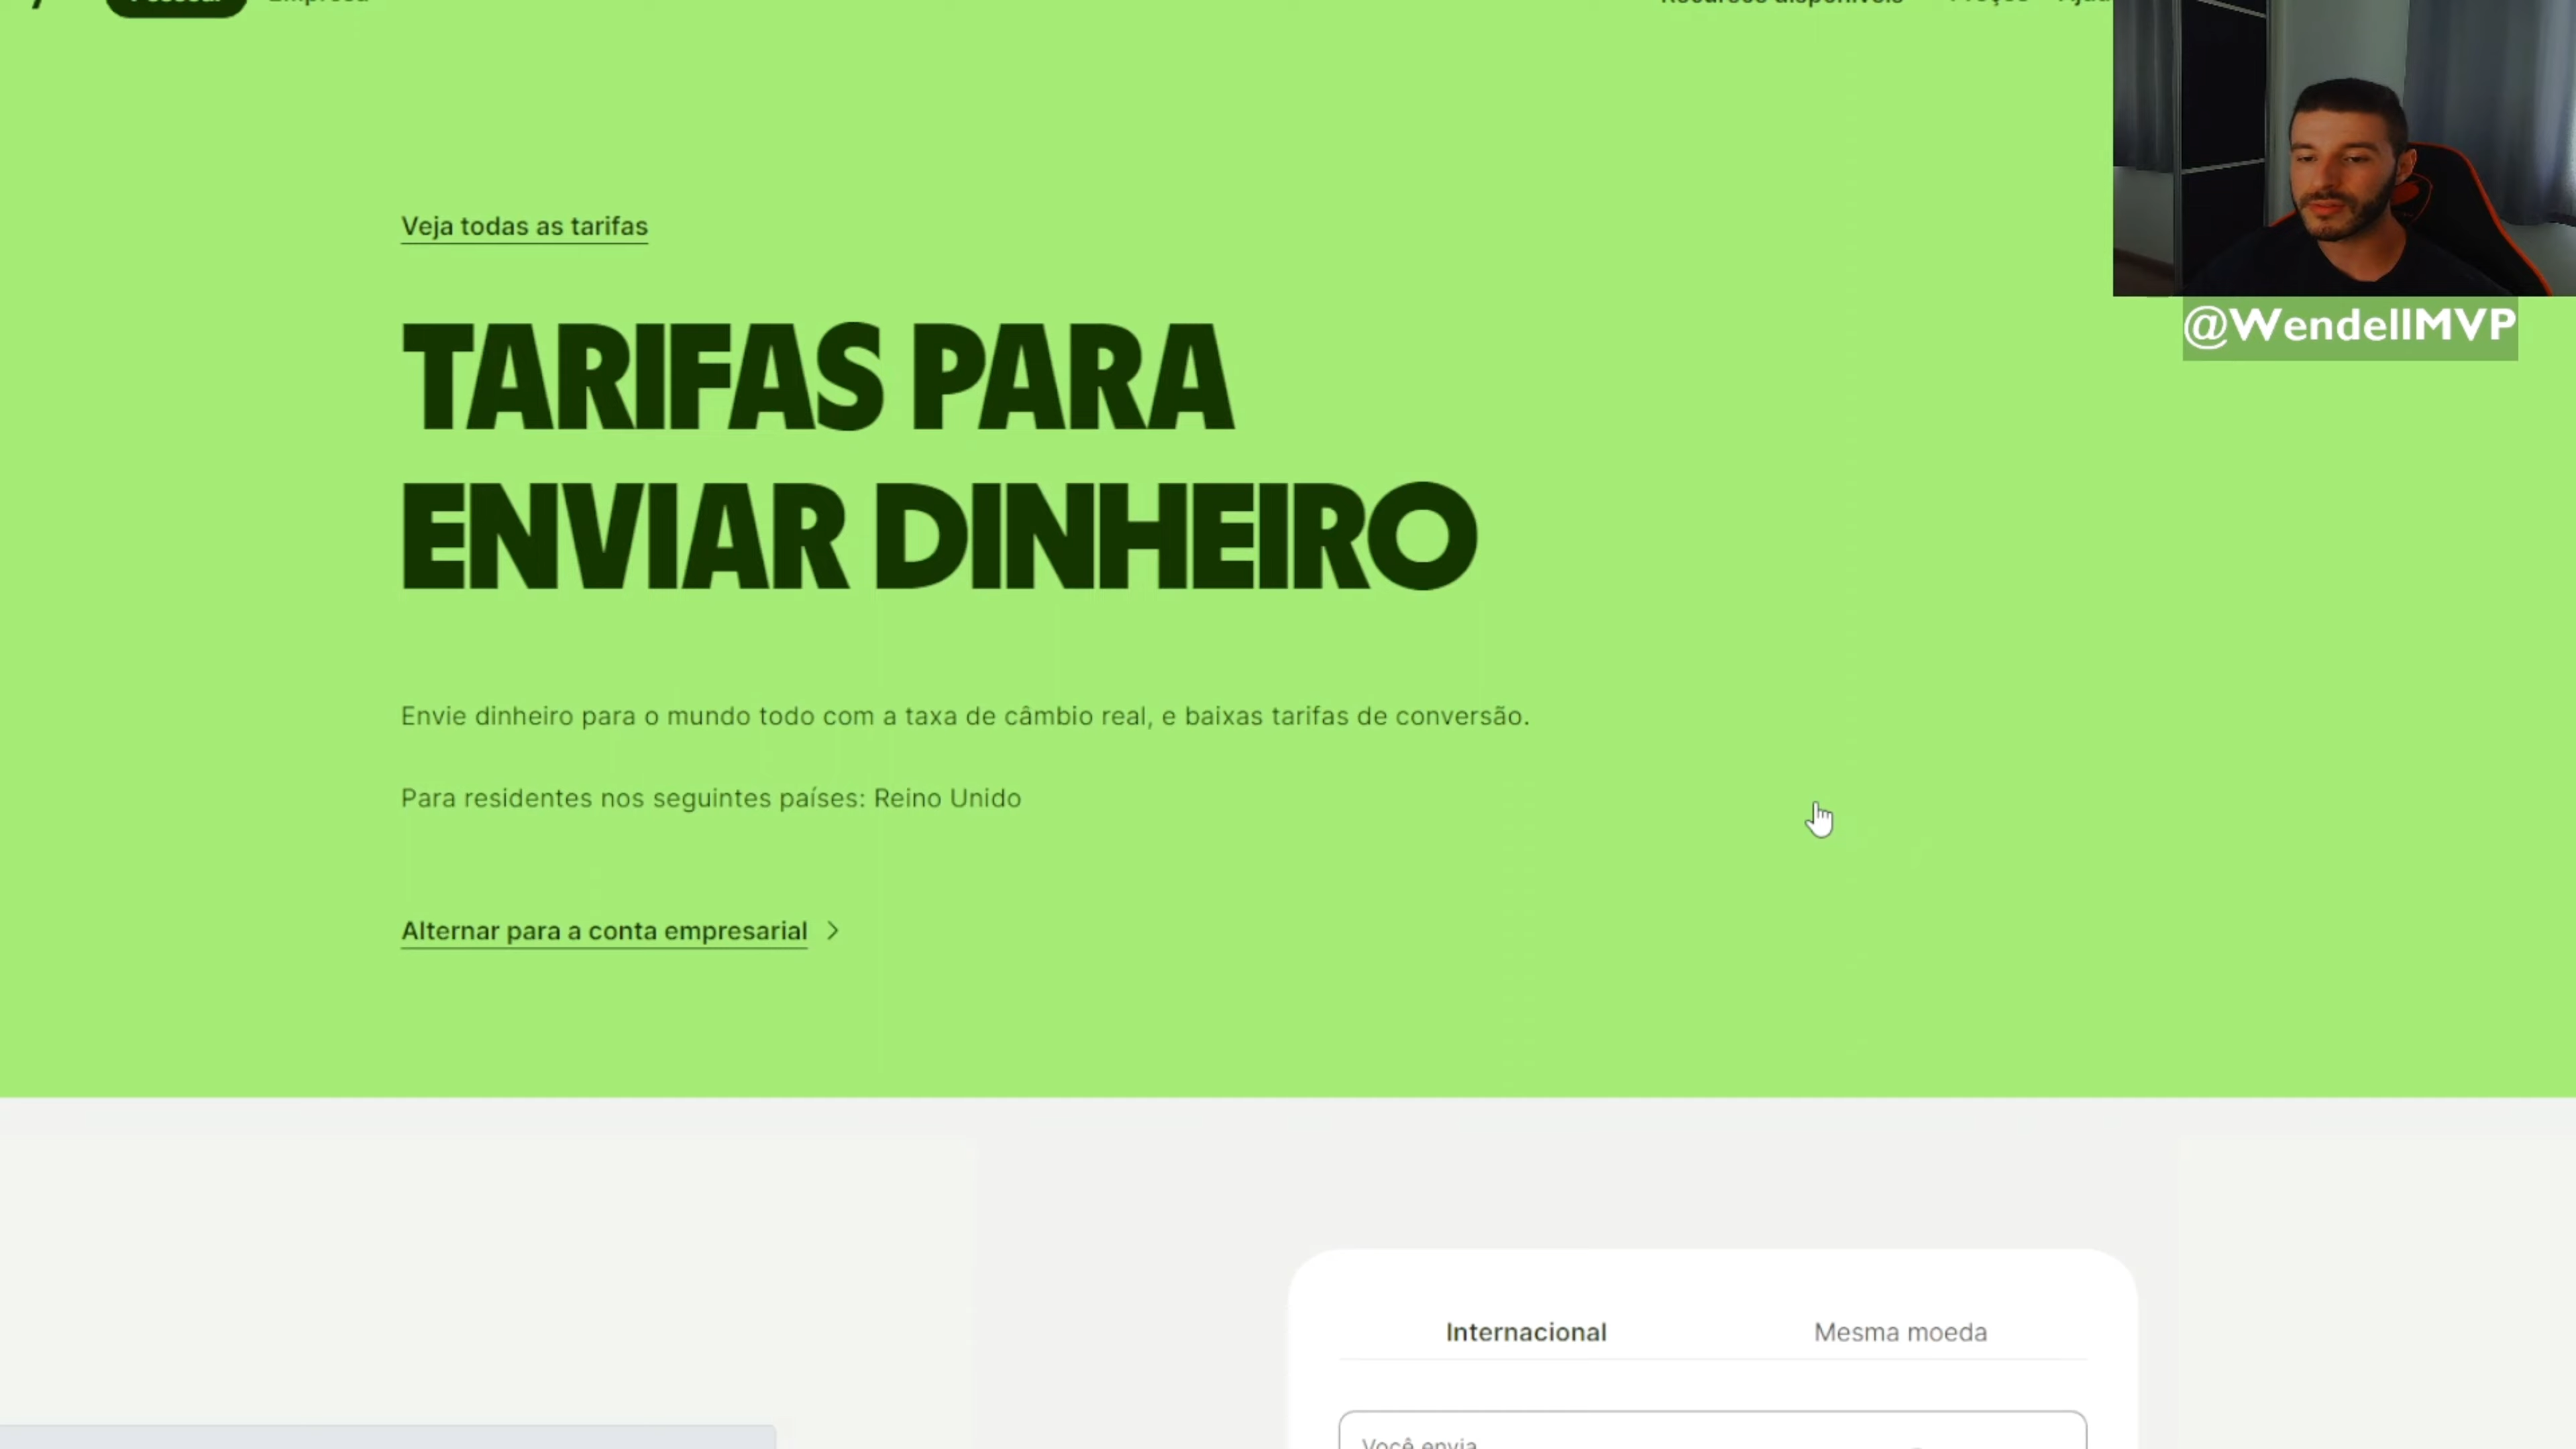 Veja todas as tarifas
@WendellMVP
TARIFAS PARA
ENVIAR DINHEIRO
Envie dinheiro para o mundo todo com a taxa de câmbio real, e baixas tarifas de conversão.
Para residentes nos seguintes países: Reino Unido
Alternar para a conta empresarial
Internacional
Mesma moeda
Você envia